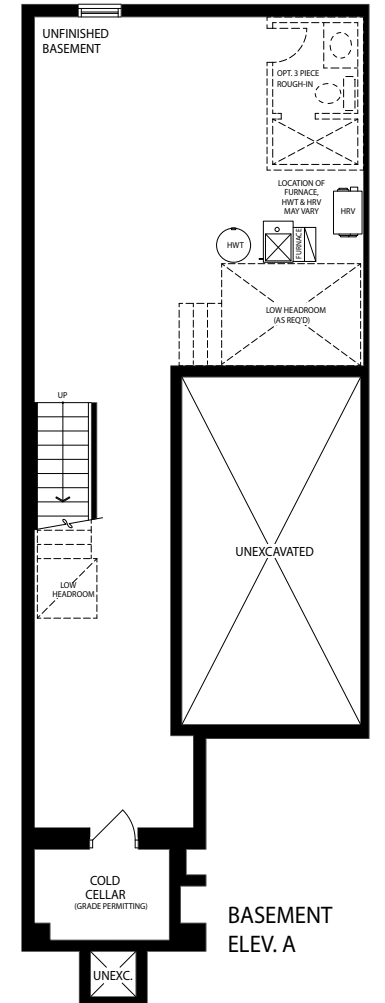 UNFINISHED
BASEMENT
OPT. 3 PIECE
ROUGH-IN
LOCATION OF
FURNACE,
HWT & HRV
MAY VARY
HRV
HWT
FURNACE
LOW HEADROOM
(AS REQ'D)
UP
UNEXCAVATED
LOW
HEADROOM
COLD
CELLAR
(GRADE PERMITTING)
BASEMENT
ELEV. A
UNEXC.